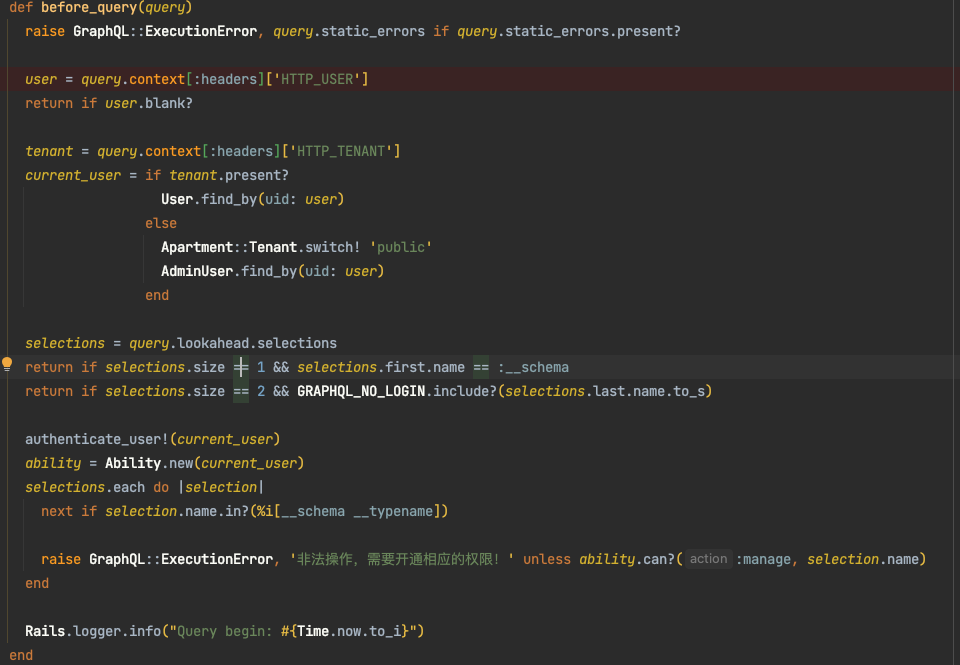 def before_query(query)
raise GraphQL::ExecutionError, query.static_errors if query.static_errors.present?
user = query.context[:headers]['HTTP_USER']
return if user.blank?
tenant = query.context[:headers]['HTTP_TENANT']
current_user = if tenant.present?
User.find_by(uid: user)
else
Apartment::Tenant.switch! 'public'
AdminUser.find_by(uid: user)
end
selections = query.lookahead.selections
return if selections.size == 1 && selections.first.name == :__schema
return if selections.size == 2 && GRAPHQL_NO_LOGIN.include?(selections.last.name.to_s)
authenticate_user!(current_user)
ability = Ability.new(current_user)
selections.each do |selection|
next if selection.name.in?(%i[__schema __typename])
raise GraphQL::ExecutionError, '非法操作，需要开通相应的权限！' unless ability.can?( action :manage, selection.name)
end
Rails.logger.info("Query begin: #{Time.now.to_i}")
end